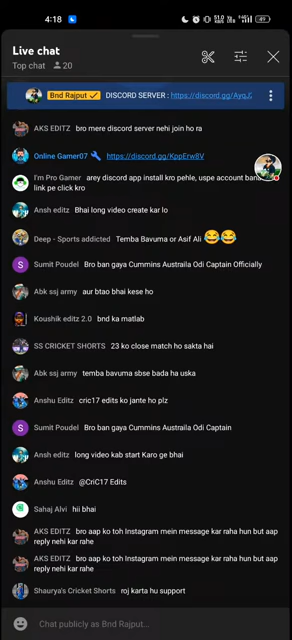 4:18
51.0 KB/S
49
Live chat
Top chat 20
Bnd Rajput DISCORD SERVER : https://discord.gg/AyqJ
AKS EDITZ bro mere discord server nehi join ho ra
Online Gamer07 https://discord.gg/KppErw8V
I'm Pro Gamer arey discord app install kro pehle, uspe account bana
link pe click kro
Ansh editz Bhai long video create kar lo
Deep - Sports addicted Temba Bavuma or Asif Ali 😂😂
S Sumit Poudel Bro ban gaya Cummins Austraila Odi Captain Officially
Abk ssj army aur btao bhai kese ho
Koushik editz 2.0 bnd ka matlab
SS CRICKET SHORTS 23 ko close match ho sakta hai
Abk ssj army temba bavuma sbse bada ha uska
Anshu Editz cric17 edits ko jante ho plz
S Sumit Poudel Bro ban gaya Cummins Austraila Odi Captain
Ansh editz long video kab start Karo ge bhai
Anshu Editz @CriC17 Edits
Sahaj Alvi hii bhai
AKS EDITZ bro aap ko toh Instagram mein message kar raha hun but aap
reply nehi kar rahe
AKS EDITZ bro aap ko toh Instagram mein message kar raha hun but aap
reply nehi kar rahe
Shaurya's Cricket Shorts roj karta hu support
Chat publicly as Bnd Rajput...